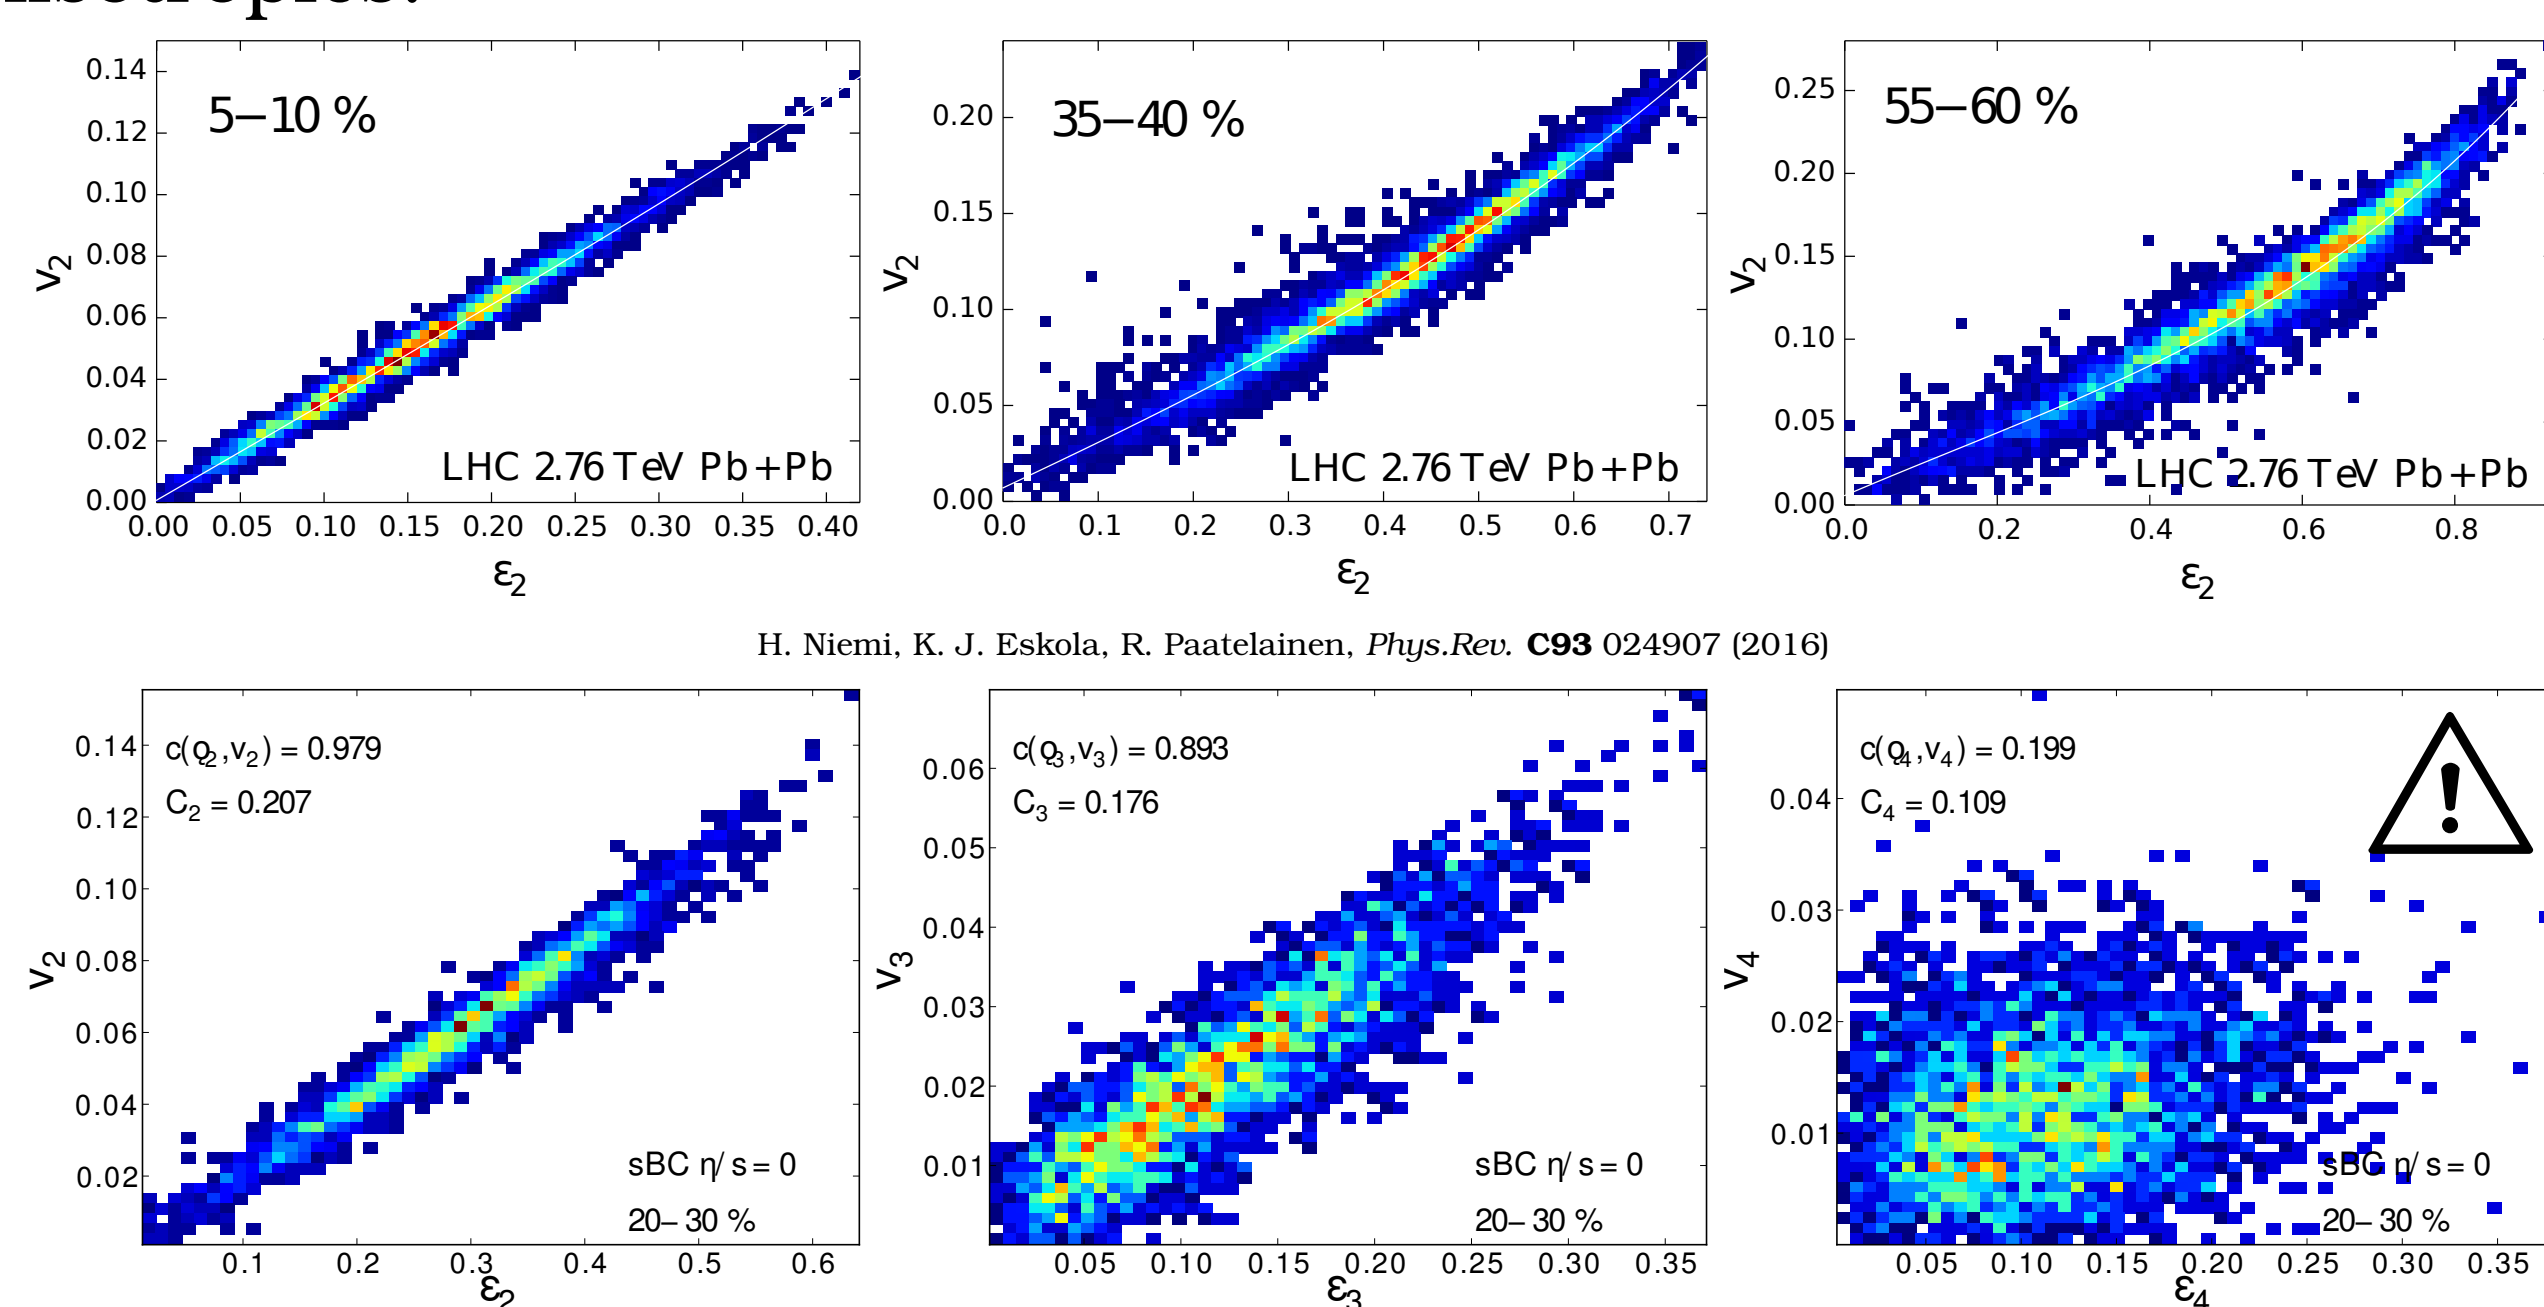 0.14
0.12
0.10
0.08
0.06
0.04
0.02
0.00
v2
5−10 %
LHC 2.76 TeV Pb+Pb
0.00 0.05 0.10 0.15 0.20 0.25 0.30 0.35 0.40
ε2
0.20
0.15
0.10
0.05
0.00
v2
35−40 %
LHC 2.76 TeV Pb+Pb
0.0 0.1 0.2 0.3 0.4 0.5 0.6 0.7
ε2
0.25
0.20
0.15
0.10
0.05
0.00
v2
55−60 %
LHC 2.76 TeV Pb+Pb
0.0 0.2 0.4 0.6 0.8
ε2
H. Niemi, K. J. Eskola, R. Paatelainen, Phys.Rev. C93 024907 (2016)
0.14
0.12
0.10
0.08
0.06
0.04
0.02
v2
c(ε2,v2) = 0.979
C2 = 0.207
sBC η/s = 0
20−30 %
0.1 0.2 0.3 0.4 0.5 0.6
ε2
0.06
0.05
0.04
0.03
0.02
0.01
v3
c(ε3,v3) = 0.893
C3 = 0.176
sBC η/s = 0
20−30 %
0.05 0.10 0.15 0.20 0.25 0.30 0.35
ε3
0.04
0.03
0.02
0.01
v4
c(ε4,v4) = 0.199
C4 = 0.109
!
sBC η/s = 0
20−30 %
0.05 0.10 0.15 0.20 0.25 0.30 0.35
ε4